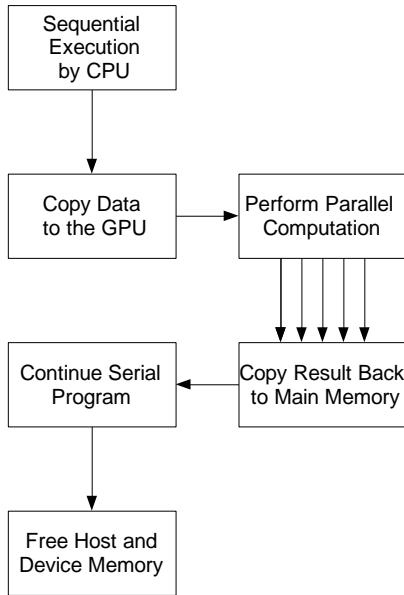 Sequential
Execution
by CPU
Copy Data
to the GPU
Perform Parallel
Computation
Copy Result Back
to Main Memory
Continue Serial
Program
Free Host and
Device Memory